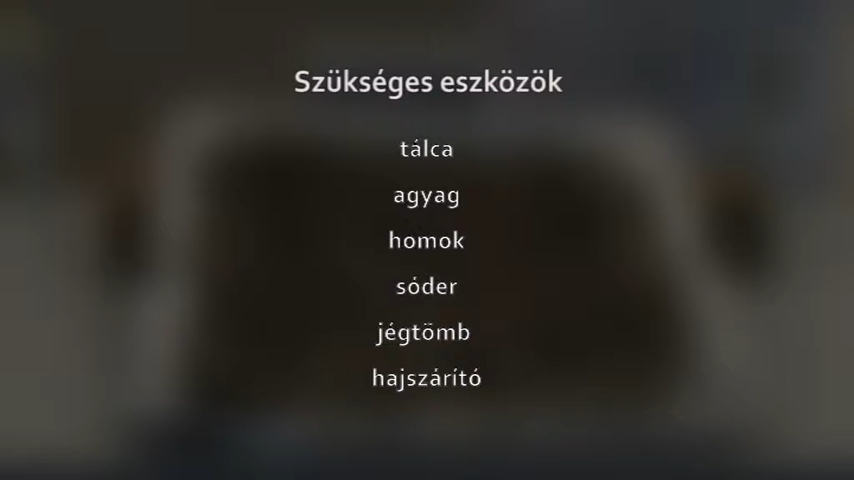 Szükséges eszközök
tálca
agyag
homok
sóder
jégtömb
hajszárító